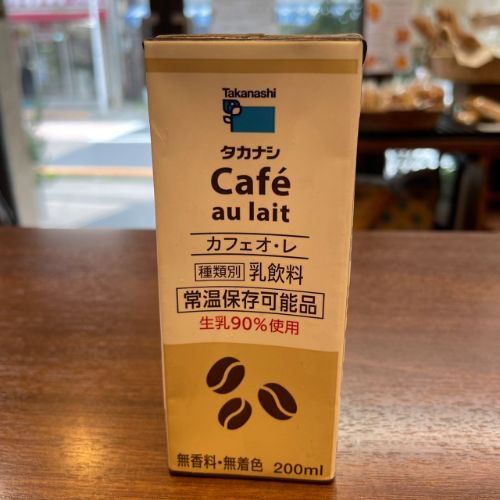 Takanashi
タカナシ
Café
au lait
カフェオ・レ
種類別 乳飲料
常温保存可能品
生乳90%使用
無香料・無着色 200ml